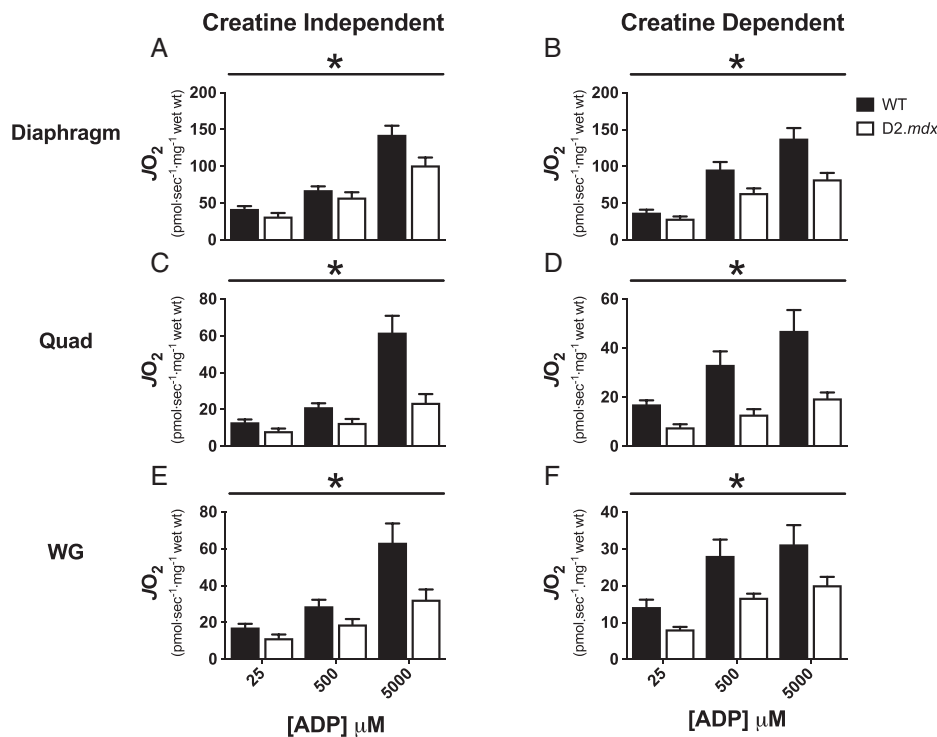 Creatine Independent
Creatine Dependent
A
*
B
*
Diaphragm
JO2
(pmol·sec-1·mg-1 wet wt)
200
150
100
50
0
JO2
(pmol·sec-1·mg-1 wet wt)
200
150
100
50
0
WT
D2.mdx
C
*
D
*
Quad
JO2
(pmol·sec-1·mg-1 wet wt)
80
60
40
20
0
JO2
(pmol·sec-1·mg-1 wet wt)
60
40
20
0
E
*
F
*
WG
JO2
(pmol·sec-1·mg-1 wet wt)
80
60
40
20
0
25
500
5000
[ADP] μM
JO2
(pmol.sec-1.mg-1 wet wt)
40
30
20
10
0
25
500
5000
[ADP] μM